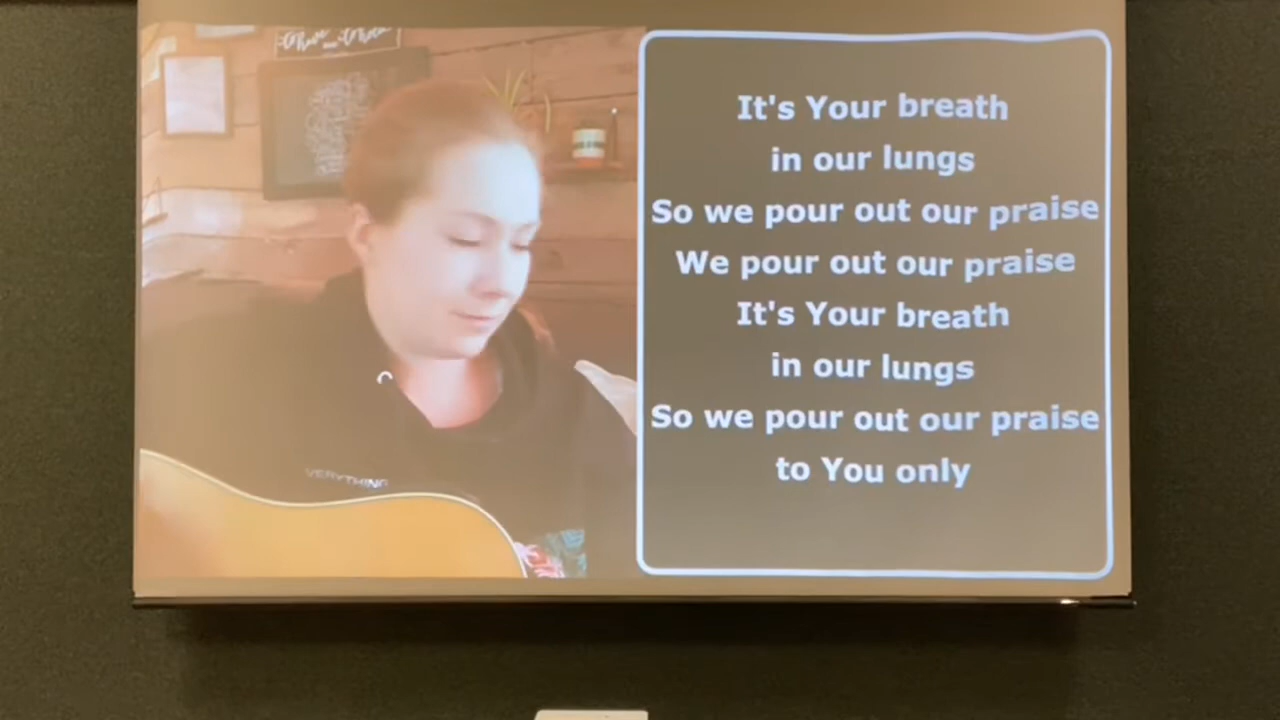 It's Your breath
in our lungs
So we pour out our praise
We pour out our praise
It's Your breath
in our lungs
So we pour out our praise
to You only
VERYTHING